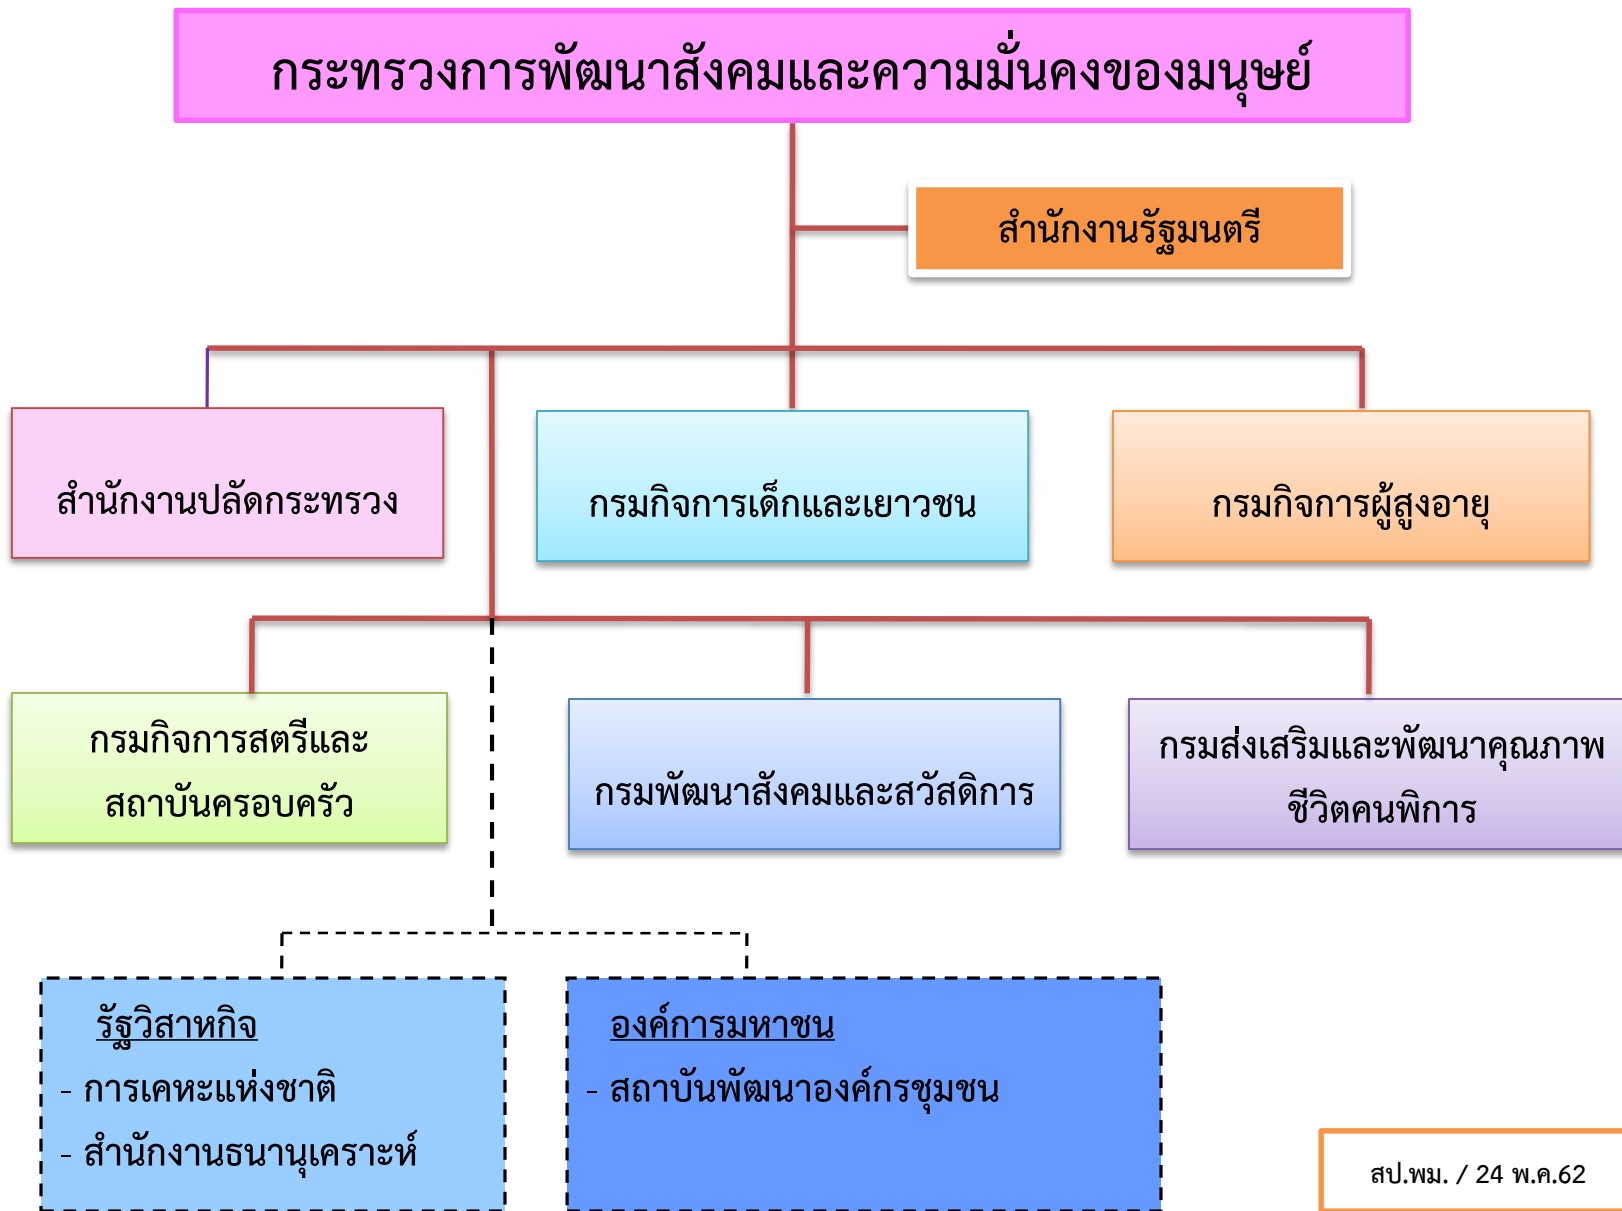 กระทรวงการพัฒนาสังคมและความมั่นคงของมนุษย์
สำนักงานรัฐมนตรี
สำนักงานปลัดกระทรวง
กรมกิจการเด็กและเยาวชน
กรมกิจการผู้สูงอายุ
กรมกิจการสตรีและ
สถาบันครอบครัว
กรมพัฒนาสังคมและสวัสดิการ
กรมส่งเสริมและพัฒนาคุณภาพ
ชีวิตคนพิการ
รัฐวิสาหกิจ
- การเคหะแห่งชาติ
- สำนักงานธนานุเคราะห์
องค์การมหาชน
- สถาบันพัฒนาองค์กรชุมชน
สป.พม. / 24 พ.ค.62